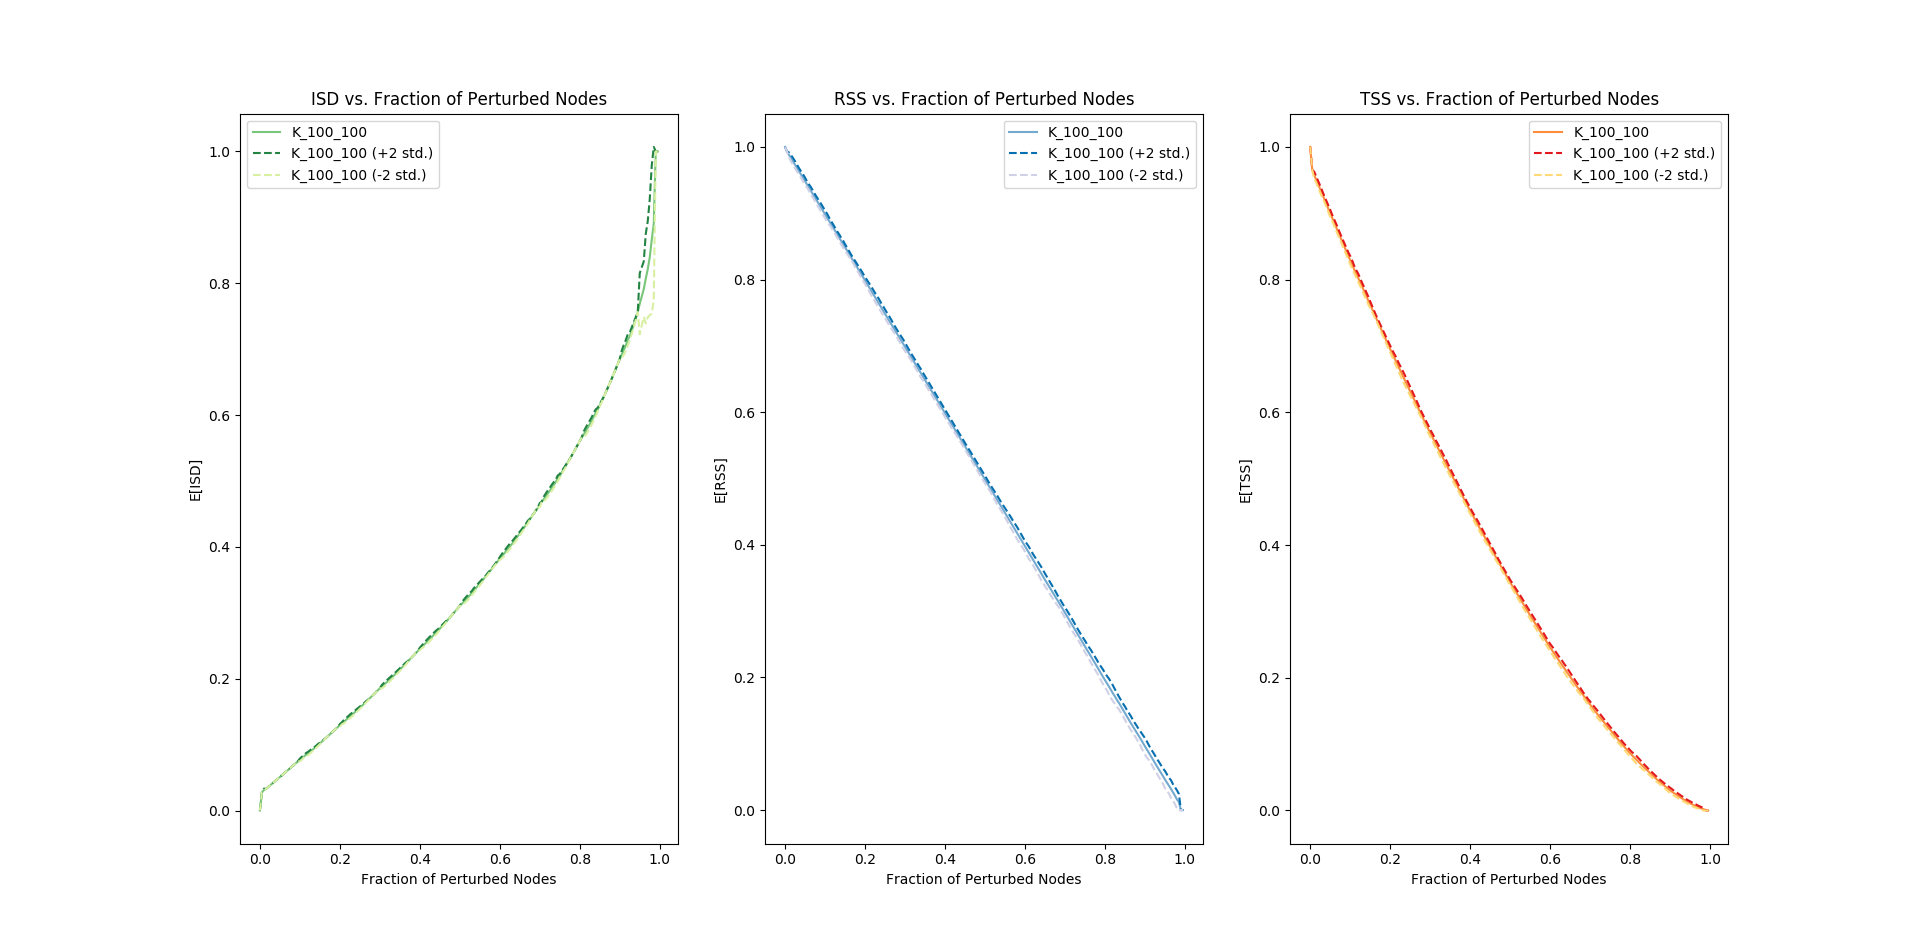 ISD vs. Fraction of Perturbed Nodes
K_100_100
K_100_100 (+2 std.)
K_100_100 (-2 std.)
E[ISD]
1.0
0.8
0.6
0.4
0.2
0.0
0.0 0.2 0.4 0.6 0.8 1.0
Fraction of Perturbed Nodes
RSS vs. Fraction of Perturbed Nodes
K_100_100
K_100_100 (+2 std.)
K_100_100 (-2 std.)
E[RSS]
1.0
0.8
0.6
0.4
0.2
0.0
0.0 0.2 0.4 0.6 0.8 1.0
Fraction of Perturbed Nodes
TSS vs. Fraction of Perturbed Nodes
K_100_100
K_100_100 (+2 std.)
K_100_100 (-2 std.)
E[TSS]
1.0
0.8
0.6
0.4
0.2
0.0
0.0 0.2 0.4 0.6 0.8 1.0
Fraction of Perturbed Nodes